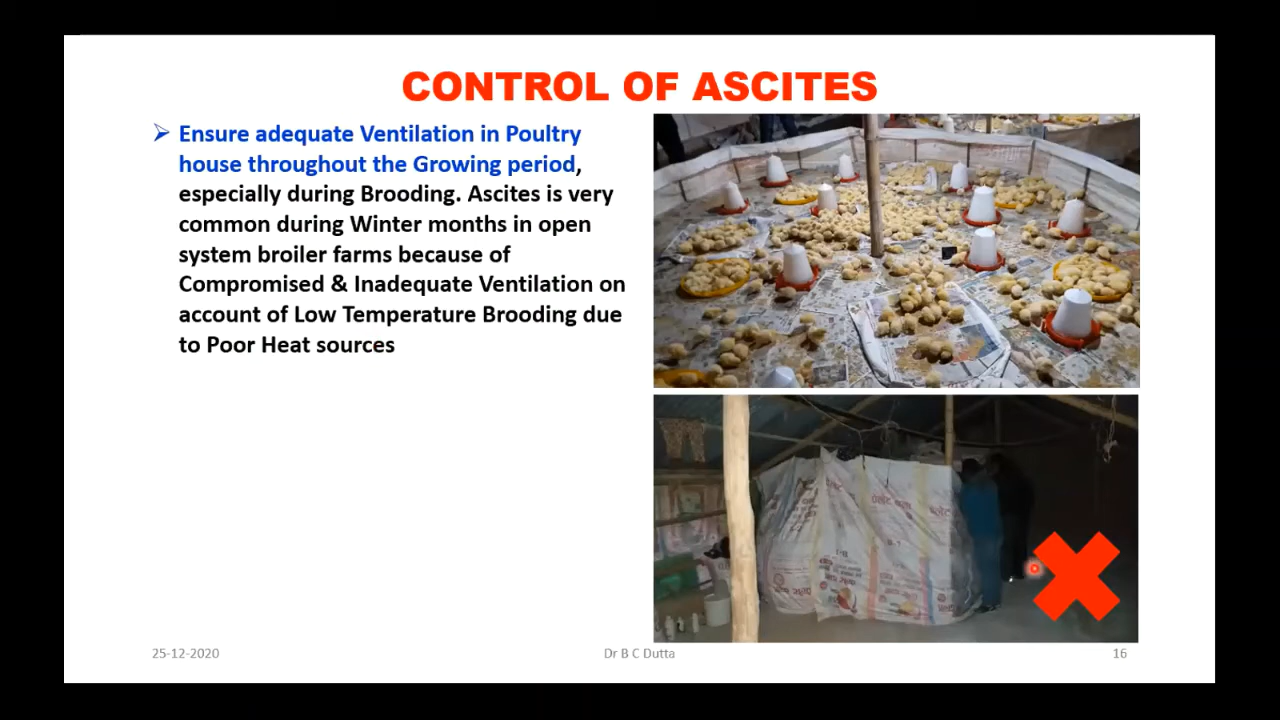 CONTROL OF ASCITES
➢ Ensure adequate Ventilation in Poultry
house throughout the Growing period,
especially during Brooding. Ascites is very
common during Winter months in open
system broiler farms because of
Compromised & Inadequate Ventilation on
account of Low Temperature Brooding due
to Poor Heat sources
25-12-2020
Dr B C Dutta
16